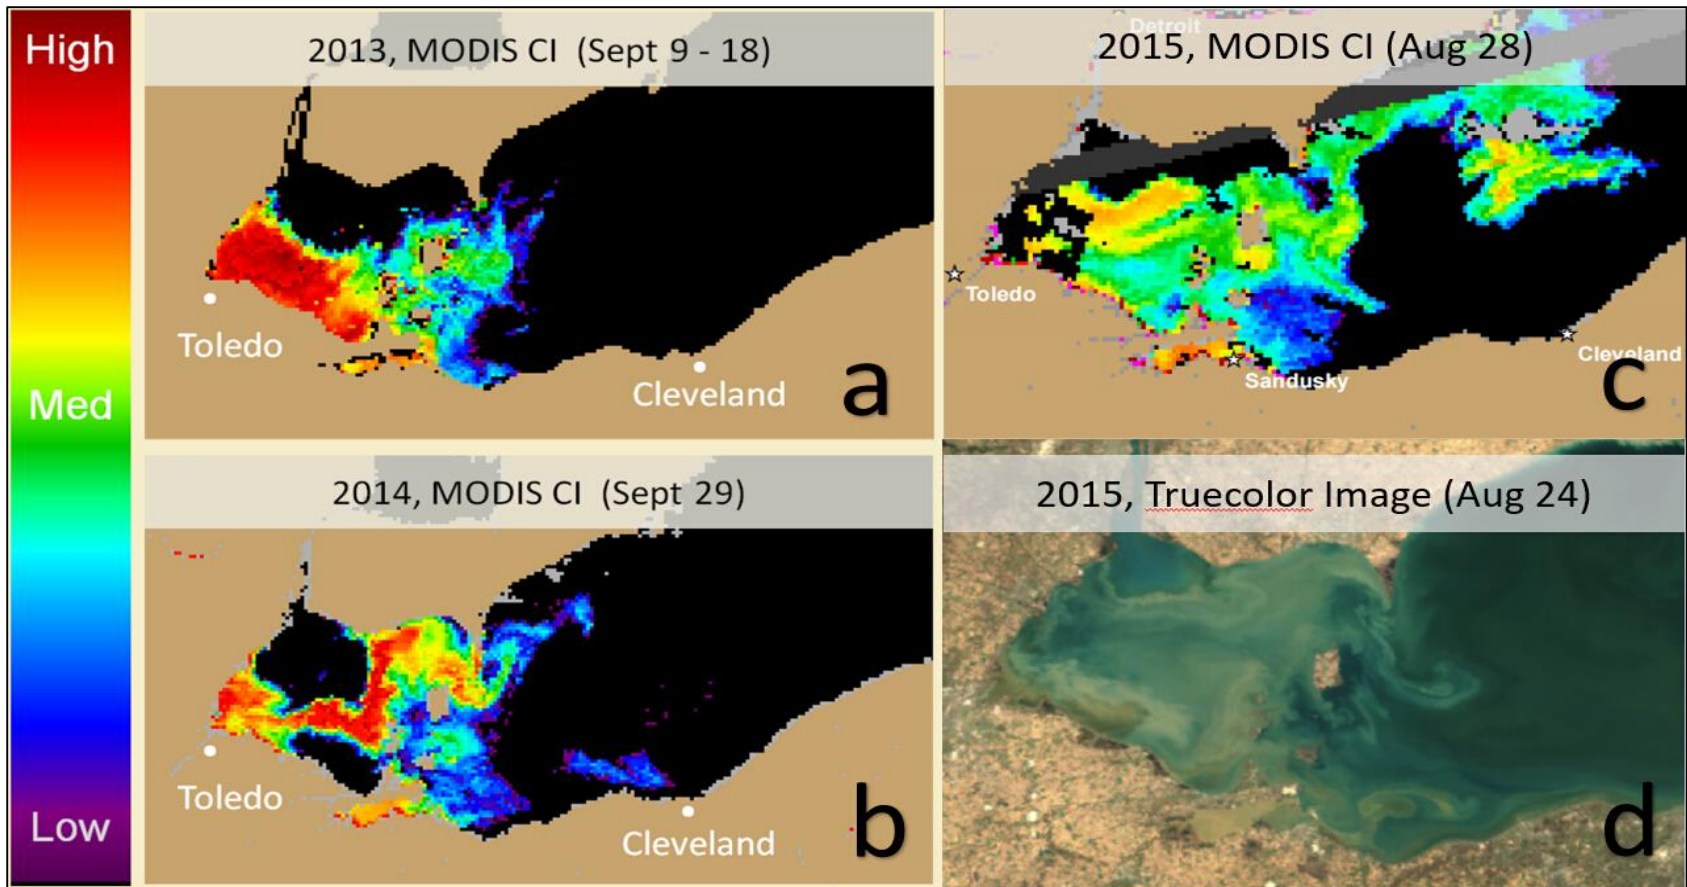 High
Med
Low
2013, MODIS CI (Sept 9 - 18)
Toledo
Cleveland
a
2014, MODIS CI (Sept 29)
Toledo
Cleveland
b
Detroit
2015, MODIS CI (Aug 28)
Toledo
Sandusky
Cleveland
c
2015, Truecolor Image (Aug 24)
d